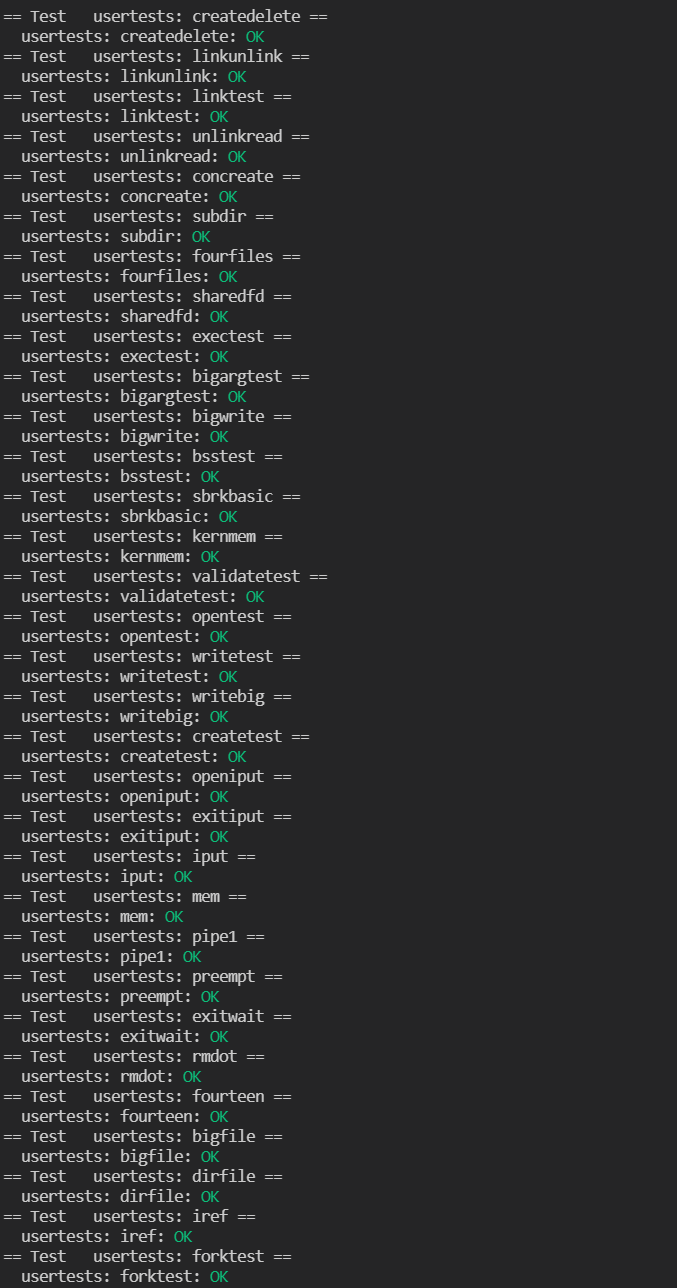 == Test   usertests: createdelete ==
  usertests: createdelete: OK
== Test   usertests: linkunlink ==
  usertests: linkunlink: OK
== Test   usertests: linktest ==
  usertests: linktest: OK
== Test   usertests: unlinkread ==
  usertests: unlinkread: OK
== Test   usertests: concreate ==
  usertests: concreate: OK
== Test   usertests: subdir ==
  usertests: subdir: OK
== Test   usertests: fourfiles ==
  usertests: fourfiles: OK
== Test   usertests: sharedfd ==
  usertests: sharedfd: OK
== Test   usertests: exectest ==
  usertests: exectest: OK
== Test   usertests: bigargtest ==
  usertests: bigargtest: OK
== Test   usertests: bigwrite ==
  usertests: bigwrite: OK
== Test   usertests: bsstest ==
  usertests: bsstest: OK
== Test   usertests: sbrkbasic ==
  usertests: sbrkbasic: OK
== Test   usertests: kernmem ==
  usertests: kernmem: OK
== Test   usertests: validatetest ==
  usertests: validatetest: OK
== Test   usertests: opentest ==
  usertests: opentest: OK
== Test   usertests: writetest ==
  usertests: writetest: OK
== Test   usertests: writebig ==
  usertests: writebig: OK
== Test   usertests: createtest ==
  usertests: createtest: OK
== Test   usertests: openiput ==
  usertests: openiput: OK
== Test   usertests: exitiput ==
  usertests: exitiput: OK
== Test   usertests: iput ==
  usertests: iput: OK
== Test   usertests: mem ==
  usertests: mem: OK
== Test   usertests: pipe1 ==
  usertests: pipe1: OK
== Test   usertests: preempt ==
  usertests: preempt: OK
== Test   usertests: exitwait ==
  usertests: exitwait: OK
== Test   usertests: rmdot ==
  usertests: rmdot: OK
== Test   usertests: fourteen ==
  usertests: fourteen: OK
== Test   usertests: bigfile ==
  usertests: bigfile: OK
== Test   usertests: dirfile ==
  usertests: dirfile: OK
== Test   usertests: iref ==
  usertests: iref: OK
== Test   usertests: forktest ==
  usertests: forktest: OK